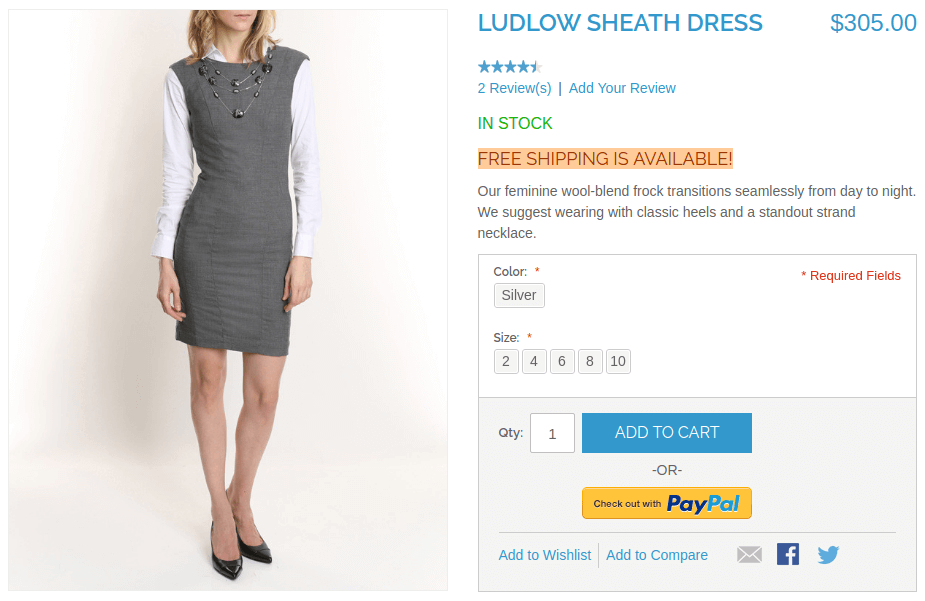 LUDLOW SHEATH DRESS $305.00
2 Review(s) | Add Your Review
IN STOCK
FREE SHIPPING IS AVAILABLE!
Our feminine wool-blend frock transitions seamlessly from day to night.
We suggest wearing with classic heels and a standout strand
necklace.
Color: * * Required Fields
Silver
Size: *
2 4 6 8 10
Qty: 1 ADD TO CART
-OR-
Check out with PayPal
Add to Wishlist Add to Compare